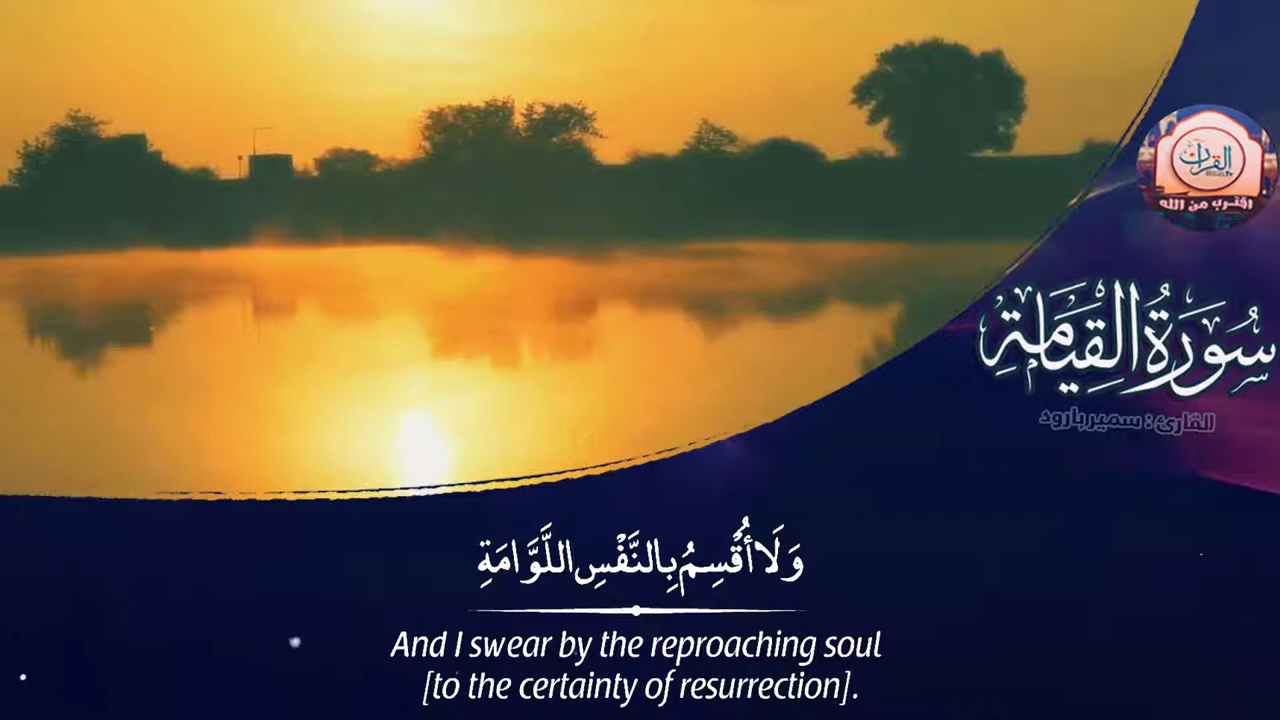 القرآن
اقترب من الله
سُورَةُ الْقِيَامَةِ
القارئ : سمير بارود
وَلَا أُقْسِمُ بِالنَّفْسِ اللَّوَّامَةِ
And I swear by the reproaching soul
[to the certainty of resurrection].